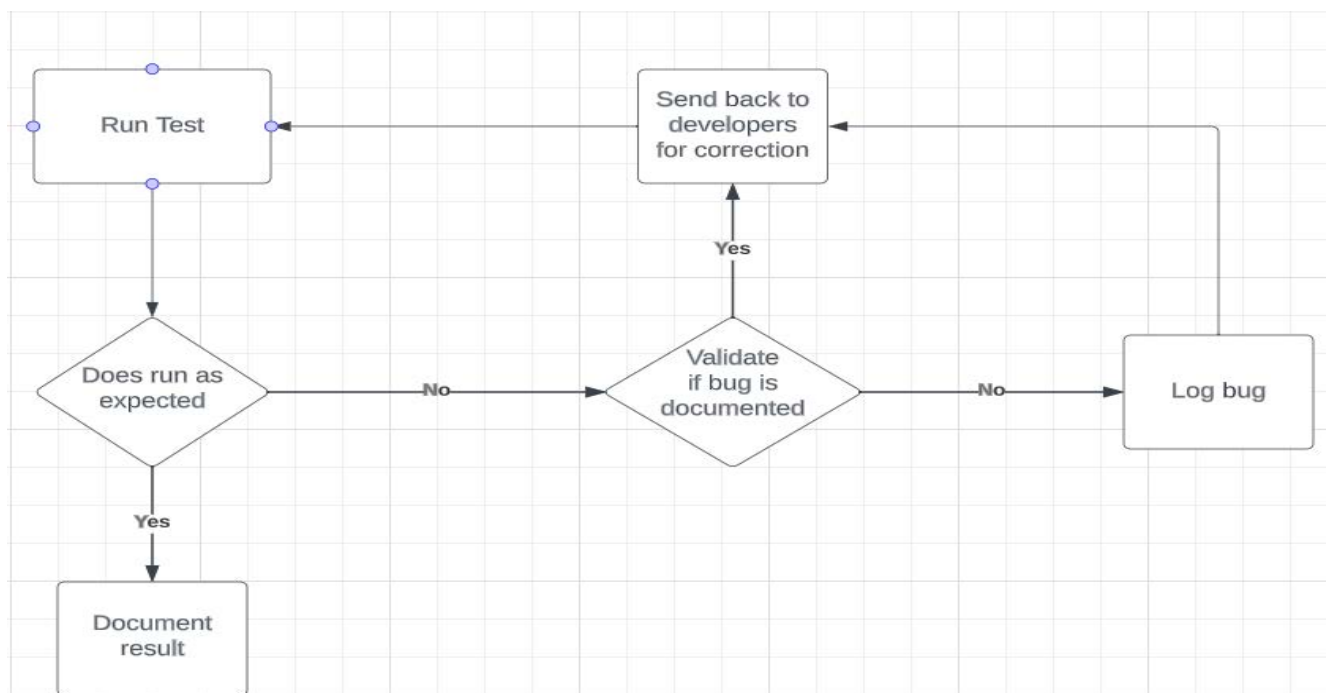 Run Test
Send back to
developers
for correction
Yes
Does run as
expected
No
Validate
if bug is
documented
No
Log bug
Yes
Document
result